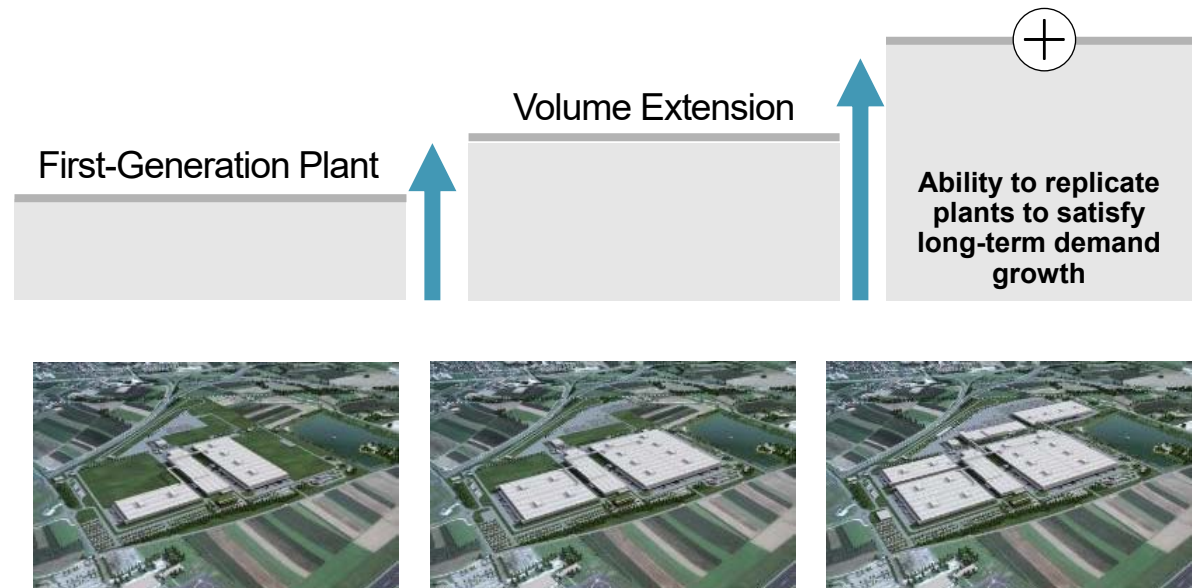 First-Generation Plant
Volume Extension
Ability to replicate
plants to satisfy
long-term demand
growth